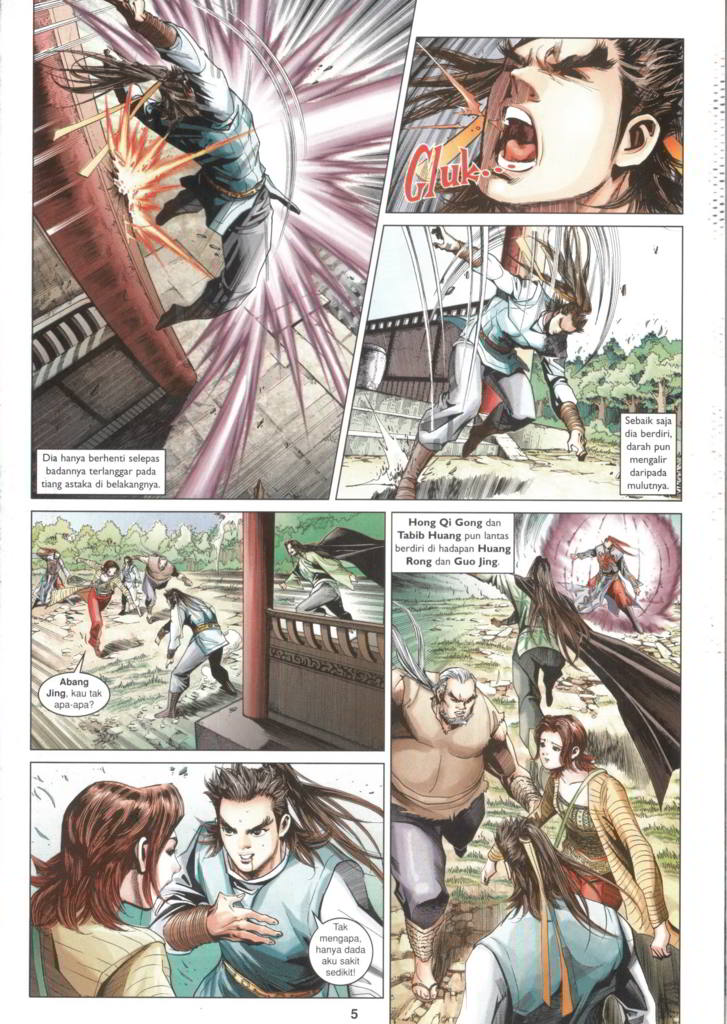 Gluk..
Dia hanya berhenti selepas
badannya terlanggar pada
tiang astaka di belakangnya.
Sebaik saja
dia berdiri,
darah pun
mengalir
daripada
mulutnya.
Abang
Jing, kau tak
apa-apa?
Hong Qi Gong dan
Tabib Huang pun lantas
berdiri di hadapan Huang
Rong dan Guo Jing.
Tak
mengapa,
hanya dada
aku sakit
sedikit!
5